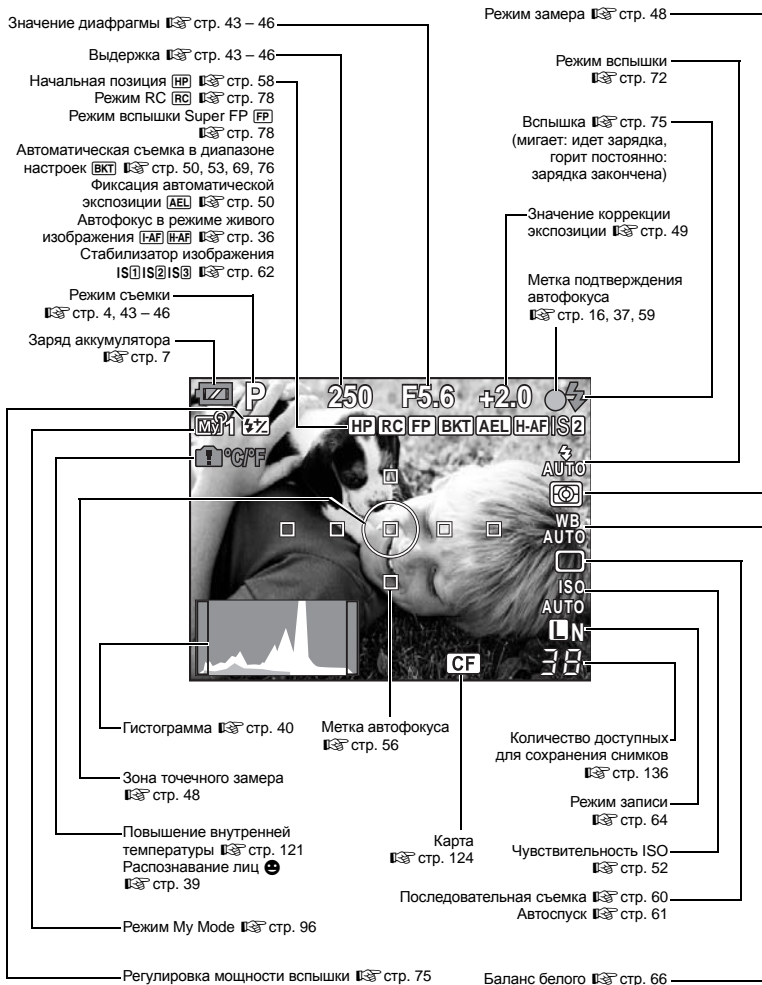 Значение диафрагмы ☞ стр. 43 – 46
Выдержка ☞ стр. 43 – 46
Начальная позиция HP ☞ стр. 58
Режим RC RC ☞ стр. 78
Режим вспышки Super FP FP
☞ стр. 78
Автоматическая съемка в диапазоне
настроек BKT ☞ стр. 50, 53, 69, 76
Фиксация автоматической
экспозиции AEL ☞ стр. 50
Автофокус в режиме живого
изображения I-AF H-AF ☞ стр. 36
Стабилизатор изображения
IS1 IS2 IS3 ☞ стр. 62
Режим съемки
☞ стр. 4, 43 – 46
Заряд аккумулятора
☞ стр. 7
Режим замера ☞ стр. 48
Режим вспышки
☞ стр. 72
Вспышка ☞ стр. 75
(мигает: идет зарядка,
горит постоянно:
зарядка закончена)
Значение коррекции
экспозиции ☞ стр. 49
Метка подтверждения
автофокуса
☞ стр. 16, 37, 59
P 250 F5.6 +2.0
My1 HP RC FP BKT AEL H-AF IS 2
°C/°F
AUTO
WB
AUTO
ISO
AUTO
L N
CF 38
Гистограмма ☞ стр. 40
Метка автофокуса
☞ стр. 56
Количество доступных
для сохранения снимков
☞ стр. 136
Зона точечного замера
☞ стр. 48
Режим записи
☞ стр. 64
Повышение внутренней
температуры ☞ стр. 121
Распознавание лиц ☻
☞ стр. 39
Карта
☞ стр. 124
Чувствительность ISO
☞ стр. 52
Последовательная съемка ☞ стр. 60
Автоспуск ☞ стр. 61
Режим My Mode ☞ стр. 96
Регулировка мощности вспышки ☞ стр. 75
Баланс белого ☞ стр. 66